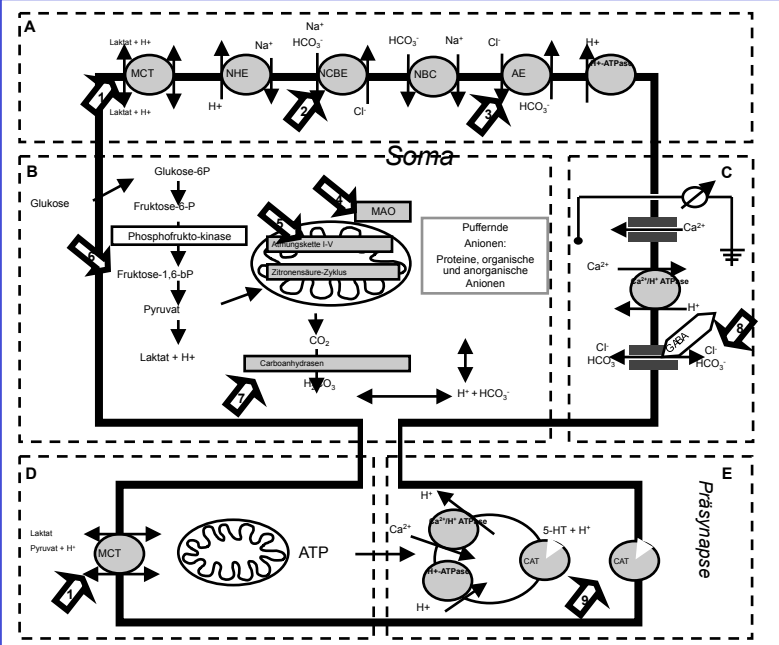 A
Laktat + H+
MCT
Laktat + H+
1
Na⁺
NHE
H⁺
Na⁺
HCO₃⁻
NCBE
Cl⁻
2
HCO₃⁻
Na⁺
NBC
Cl⁻
AE
HCO₃⁻
3
H+
H+-ATPase
Soma
B
Glukose
Glukose-6P
Fruktose-6-P
Phosphofrukto-kinase
Fruktose-1,6-bP
6
Pyruvat
Laktat + H+
4
MAO
5
Atmungskette I-V
Zitronensäure-Zyklus
Puffernde
Anionen:
Proteine, organische
und anorganische
Anionen
CO₂
Carboanhydrasen
H₂CO₃
7
H⁺ + HCO₃⁻
C
Ca²⁺
Ca²⁺
Ca²⁺/H⁺ ATPase
H⁺
GABA
8
Cl⁻
HCO₃⁻
Cl⁻
HCO₃⁻
D
Laktat
Pyruvat + H⁺
MCT
1
ATP
E
Präsynapse
H⁺
Ca²⁺/H⁺ ATPase
Ca²⁺
H+-ATPase
H+
5-HT + H⁺
CAT
CAT
9